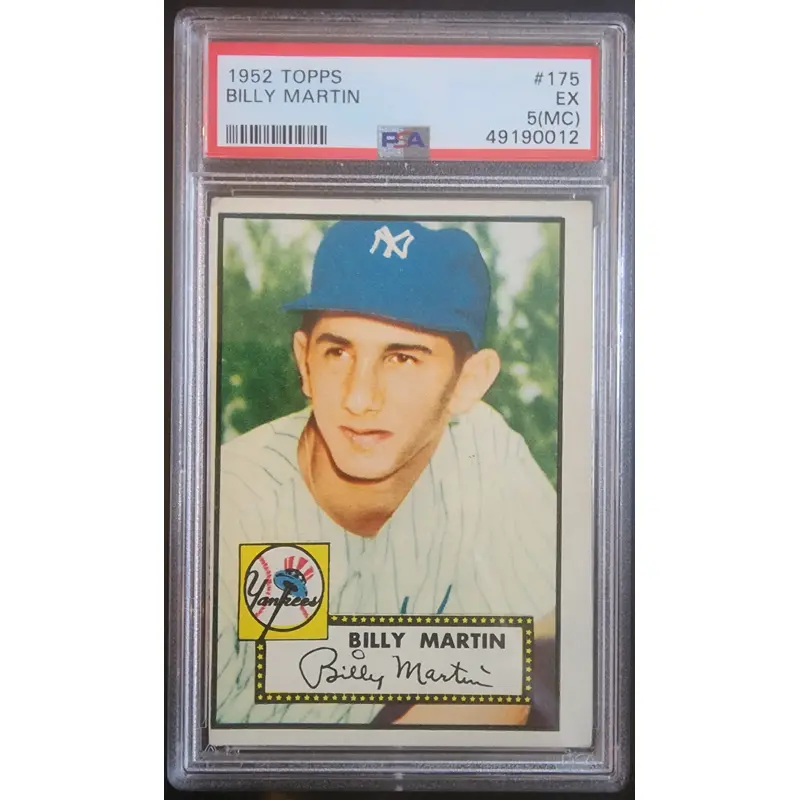 1952 TOPPS #175
BILLY MARTIN EX
5(MC)
49190012
PSA
NY
Yankees
BILLY MARTIN
Billy Martin